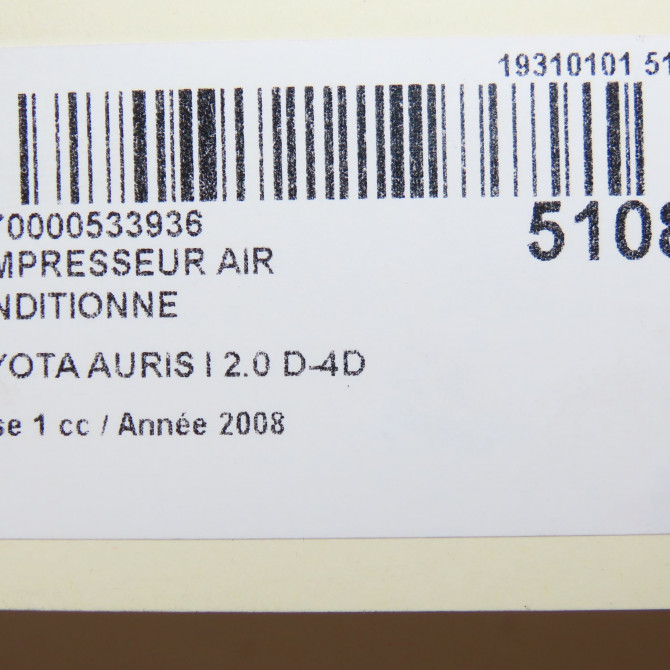 19310101 51
70000533936
5108
MPRESSEUR AIR
NDITIONNE
YOTA AURIS I 2.0 D-4D
se 1 cc / Année 2008